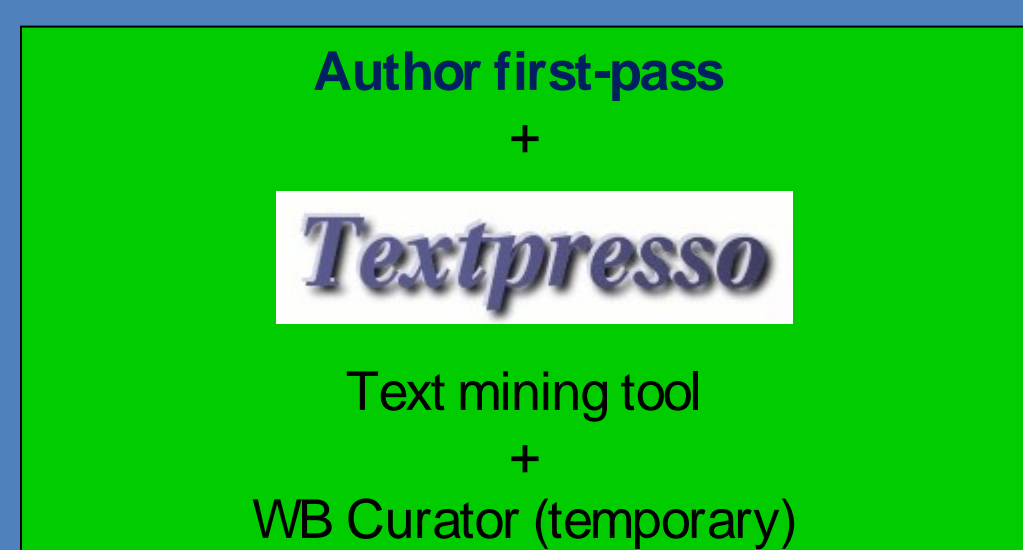 Author first-pass
+
Textpresso
Text mining tool
+
WB Curator (temporary)